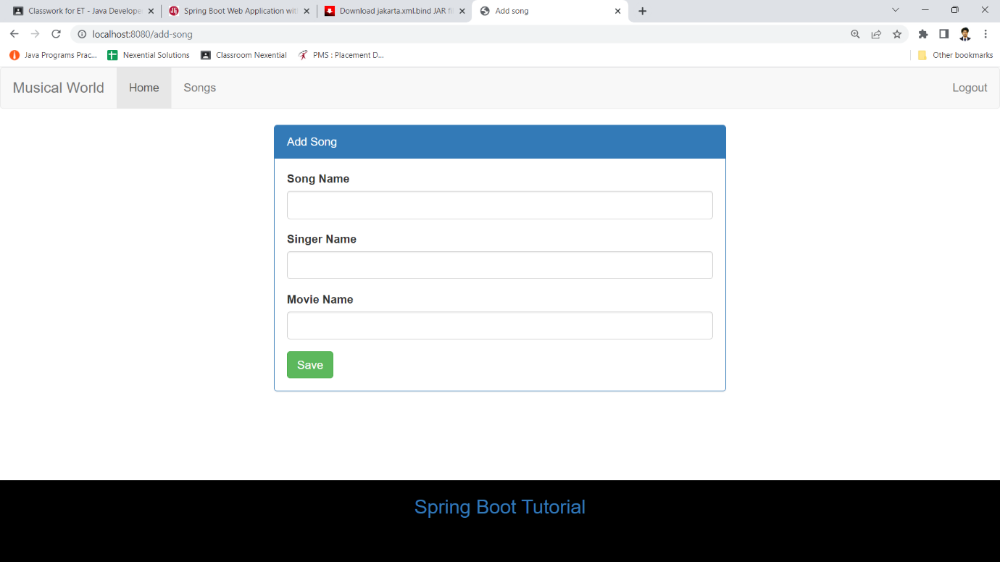 Classwork for ET - Java Develope
Spring Boot Web Application wit
Download jakarta.xml.bind JAR fi
Add song
localhost:8080/add-song
Java Programs Prac...
Nexential Solutions
Classroom Nexential
PMS : Placement D...
Other bookmarks
Musical World
Home
Songs
Logout
Add Song
Song Name
Singer Name
Movie Name
Save
Spring Boot Tutorial